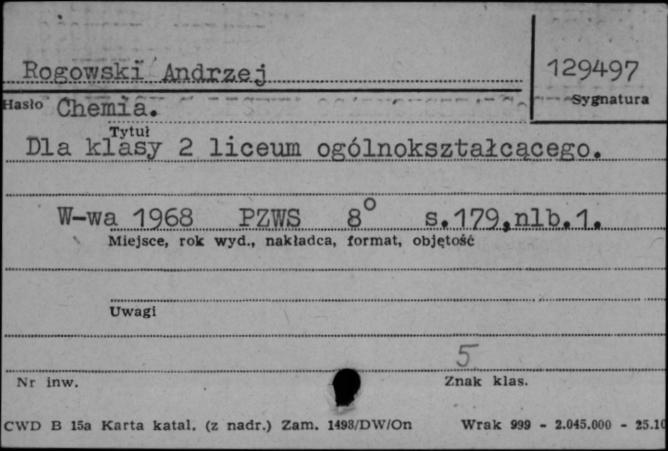 Rogowski Andrzej
129497
Hasło
Sygnatura
Chemia.
Tytuł
Dla klasy 2 liceum ogólnokształcącego.
W-wa 1968 PZWS 8° s.179,nlb.1.
Miejsce, rok wyd., nakładca, format, objętość
Uwagi
5
Nr inw.
Znak klas.
CWD B 15a Karta katal. (z nadr.) Zam. 1498/DW/On
Wrak 999 - 2.045.000 - 25.10